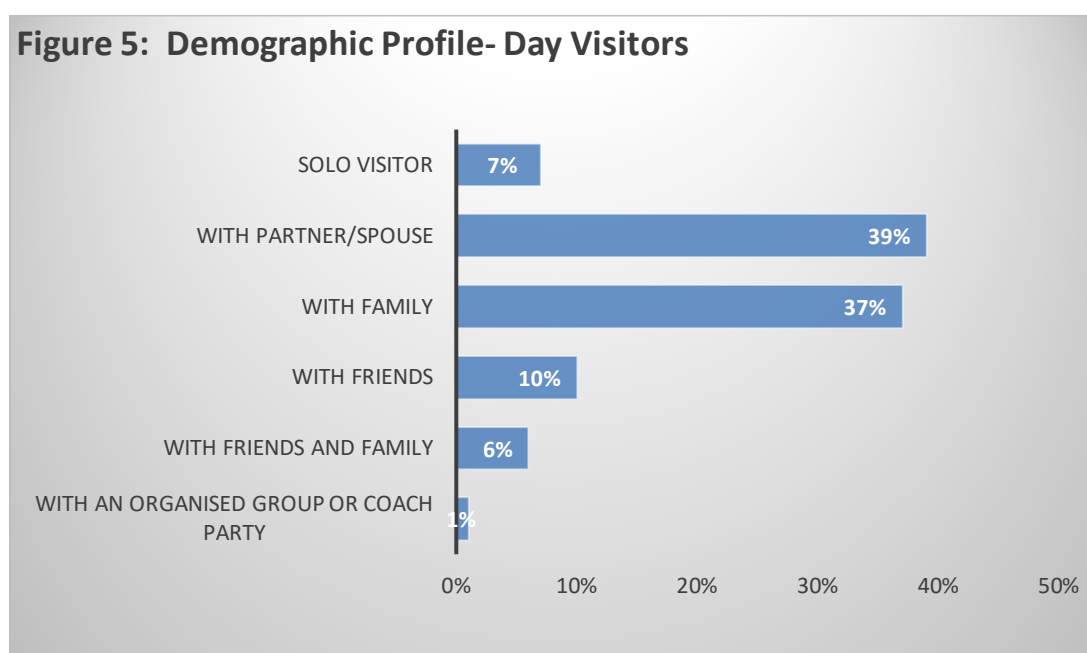 Figure 5: Demographic Profile- Day Visitors
SOLO VISITOR
7%
WITH PARTNER/SPOUSE
39%
WITH FAMILY
37%
WITH FRIENDS
10%
WITH FRIENDS AND FAMILY
6%
WITH AN ORGANISED GROUP OR COACH
PARTY
1%
0% 10% 20% 30% 40% 50%